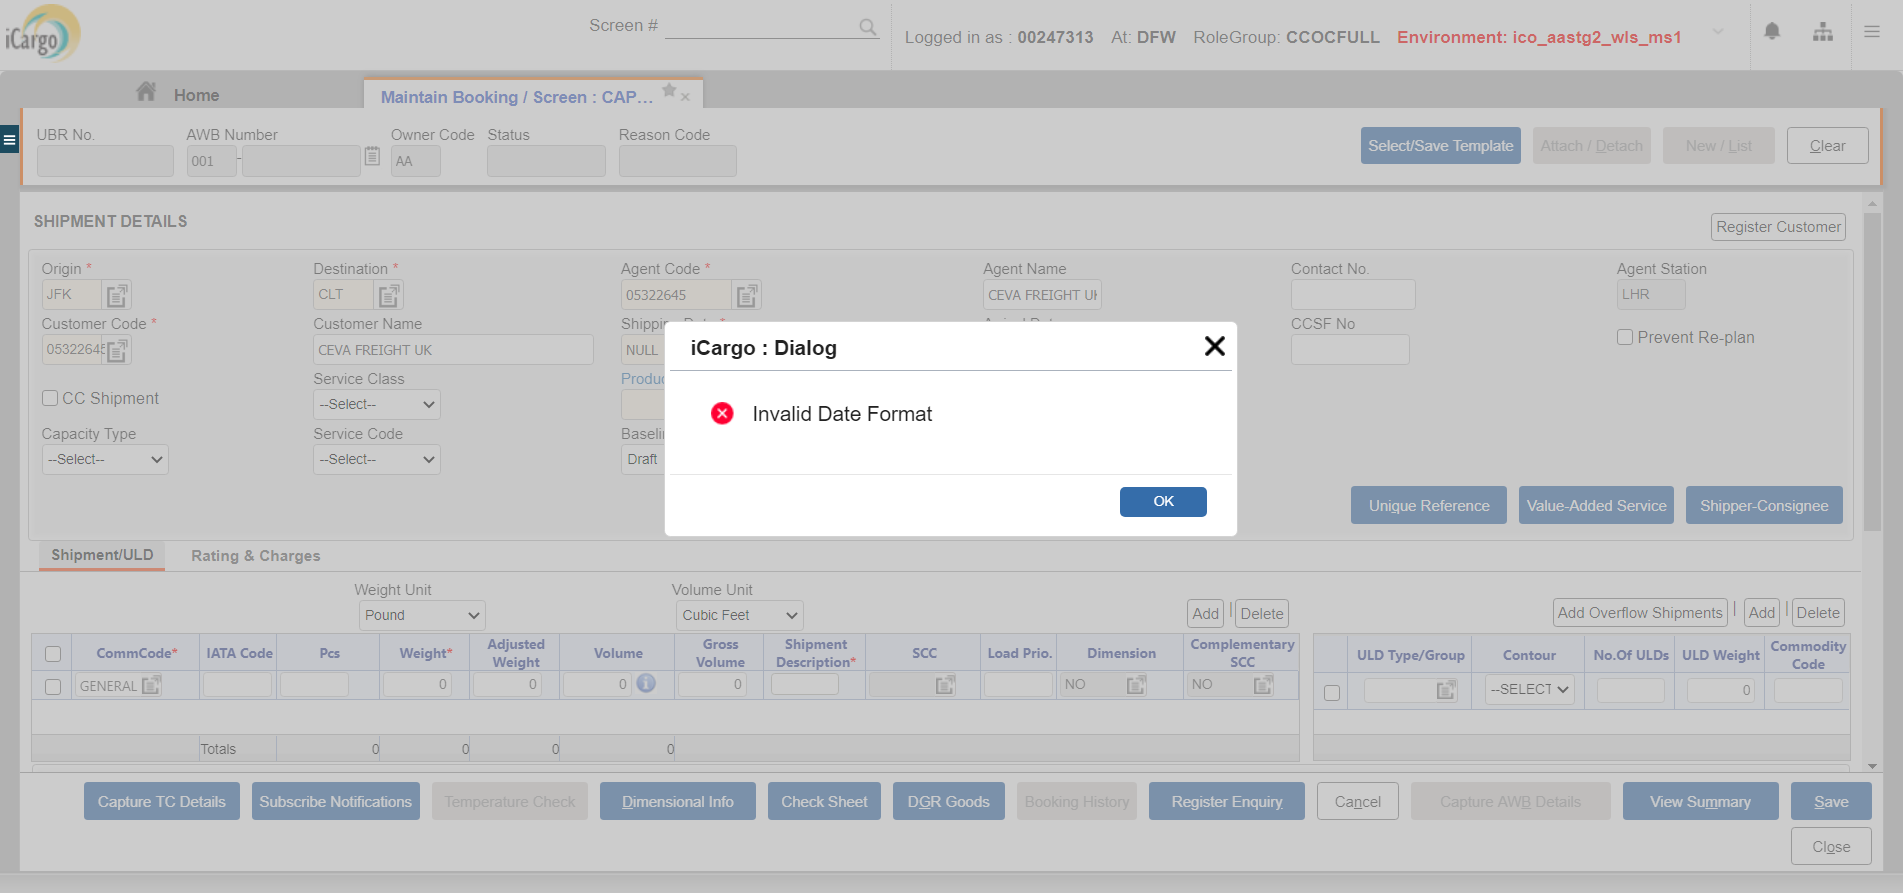 iCargo
Screen #
Logged in as : 00247313 At: DFW RoleGroup: CCOCFULL Environment: ico_aastg2_wls_ms1
Home
Maintain Booking / Screen : CAP...
UBR No.
AWB Number
Owner Code
Status
Reason Code
001
-
AA
Select/Save Template
Attach / Detach
New / List
Clear
SHIPMENT DETAILS
Register Customer
Origin *
Destination *
Agent Code *
Agent Name
Contact No.
Agent Station
JFK
CLT
05322645
CEVA FREIGHT UK
LHR
Customer Code *
Customer Name
CCSF No
05322645
CEVA FREIGHT UK
NULL
Prevent Re-plan
CC Shipment
Service Class
--Select--
Capacity Type
Service Code
--Select--
--Select--
Draft
iCargo : Dialog
Invalid Date Format
OK
Unique Reference
Value-Added Service
Shipper-Consignee
Shipment/ULD
Rating & Charges
Weight Unit
Volume Unit
Pound
Cubic Feet
Add | Delete
Add Overflow Shipments | Add | Delete
CommCode* IATA Code Pcs Weight* Adjusted Weight Volume Gross Volume Shipment Description* SCC Load Prio. Dimension Complementary SCC
GENERAL 0 0 0 0 NO NO
Totals 0 0 0 0
ULD Type/Group Contour No.Of ULDs ULD Weight Commodity Code
--SELECT 0
Capture TC Details
Subscribe Notifications
Temperature Check
Dimensional Info
Check Sheet
DGR Goods
Booking History
Register Enquiry
Cancel
Capture AWB Details
View Summary
Save
Close